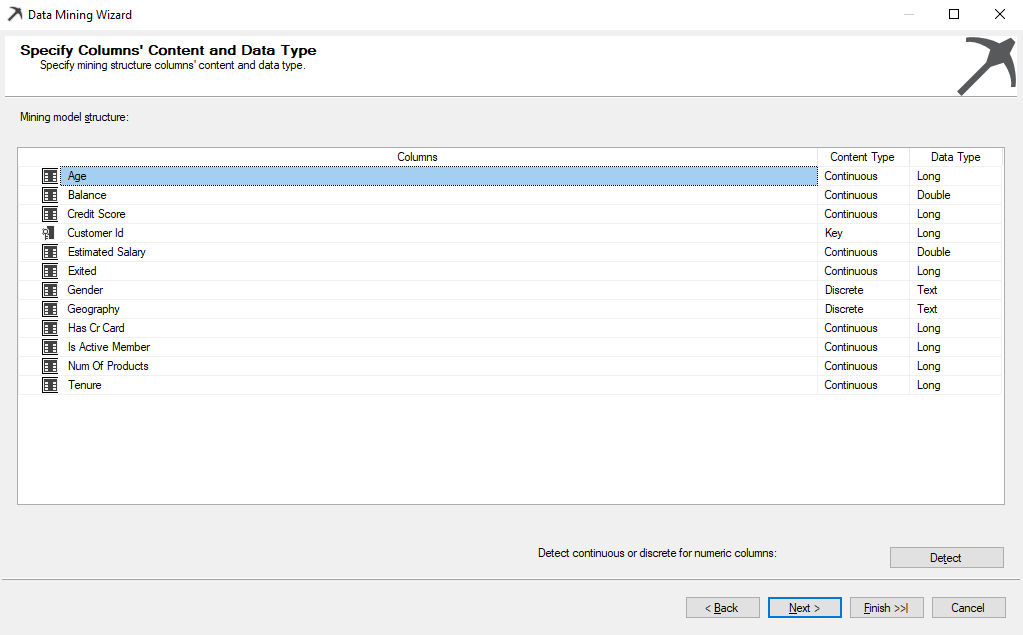 Data Mining Wizard
Specify Columns' Content and Data Type
Specify mining structure columns' content and data type.
Mining model structure:
Columns Content Type Data Type
Age Continuous Long
Balance Continuous Double
Credit Score Continuous Long
Customer Id Key Long
Estimated Salary Continuous Double
Exited Continuous Long
Gender Discrete Text
Geography Discrete Text
Has Cr Card Continuous Long
Is Active Member Continuous Long
Num Of Products Continuous Long
Tenure Continuous Long
Detect continuous or discrete for numeric columns: Detect
< Back Next > Finish >>| Cancel